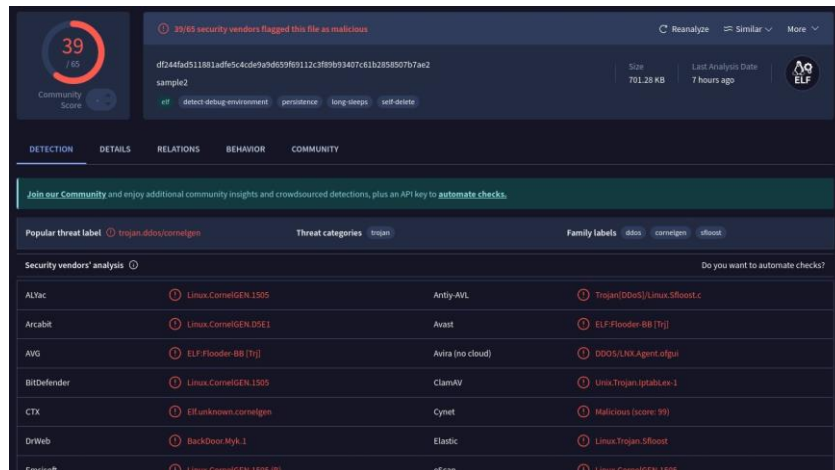 39
/ 65
Community
Score
39/65 security vendors flagged this file as malicious
Reanalyze
Similar
More
df244fad511881adfe5c4cde9a9d659f69112c3f89b93407c61b2858507b7ae2
sample2
elf detect-debug-environment persistence long-sleeps self-delete
Size
701.28 KB
Last Analysis Date
7 hours ago
ELF
DETECTION DETAILS RELATIONS BEHAVIOR COMMUNITY
Join our Community and enjoy additional community insights and crowdsourced detections, plus an API key to automate checks.
Popular threat label trojan.ddos/cornelgen Threat categories trojan Family labels ddos cornelgen sfloost
Security vendors' analysis Do you want to automate checks?
ALYac Linux.CornelGEN.1505 Antiy-AVL Trojan[DDoS]/Linux.Sfloost.c
Arcabit Linux.CornelGEN.D5E1 Avast ELF:Flooder-BB [Trj]
AVG ELF:Flooder-BB [Trj] Avira (no cloud) DDOS/LNX.Agent.ofgui
BitDefender Linux.CornelGEN.1505 ClamAV Unix.Trojan.IptabLex-1
CTX Elf.unknown.cornelgen Cynet Malicious (score: 99)
DrWeb BackDoor.Myk.1 Elastic Linux.Trojan.Sfloost